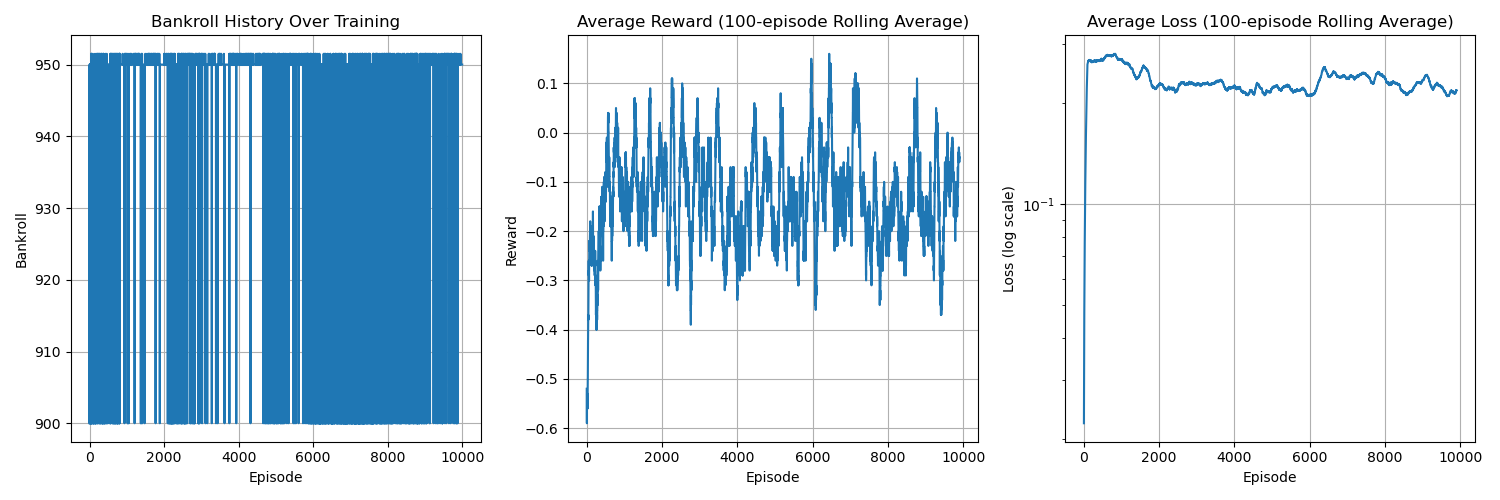 Bankroll History Over Training
950
940
930
920
910
900
Bankroll
0 2000 4000 6000 8000 10000
Episode
Average Reward (100-episode Rolling Average)
0.1
0.0
−0.1
−0.2
−0.3
−0.4
−0.5
−0.6
Reward
0 2000 4000 6000 8000 10000
Episode
Average Loss (100-episode Rolling Average)
10⁻¹
Loss (log scale)
0 2000 4000 6000 8000 10000
Episode